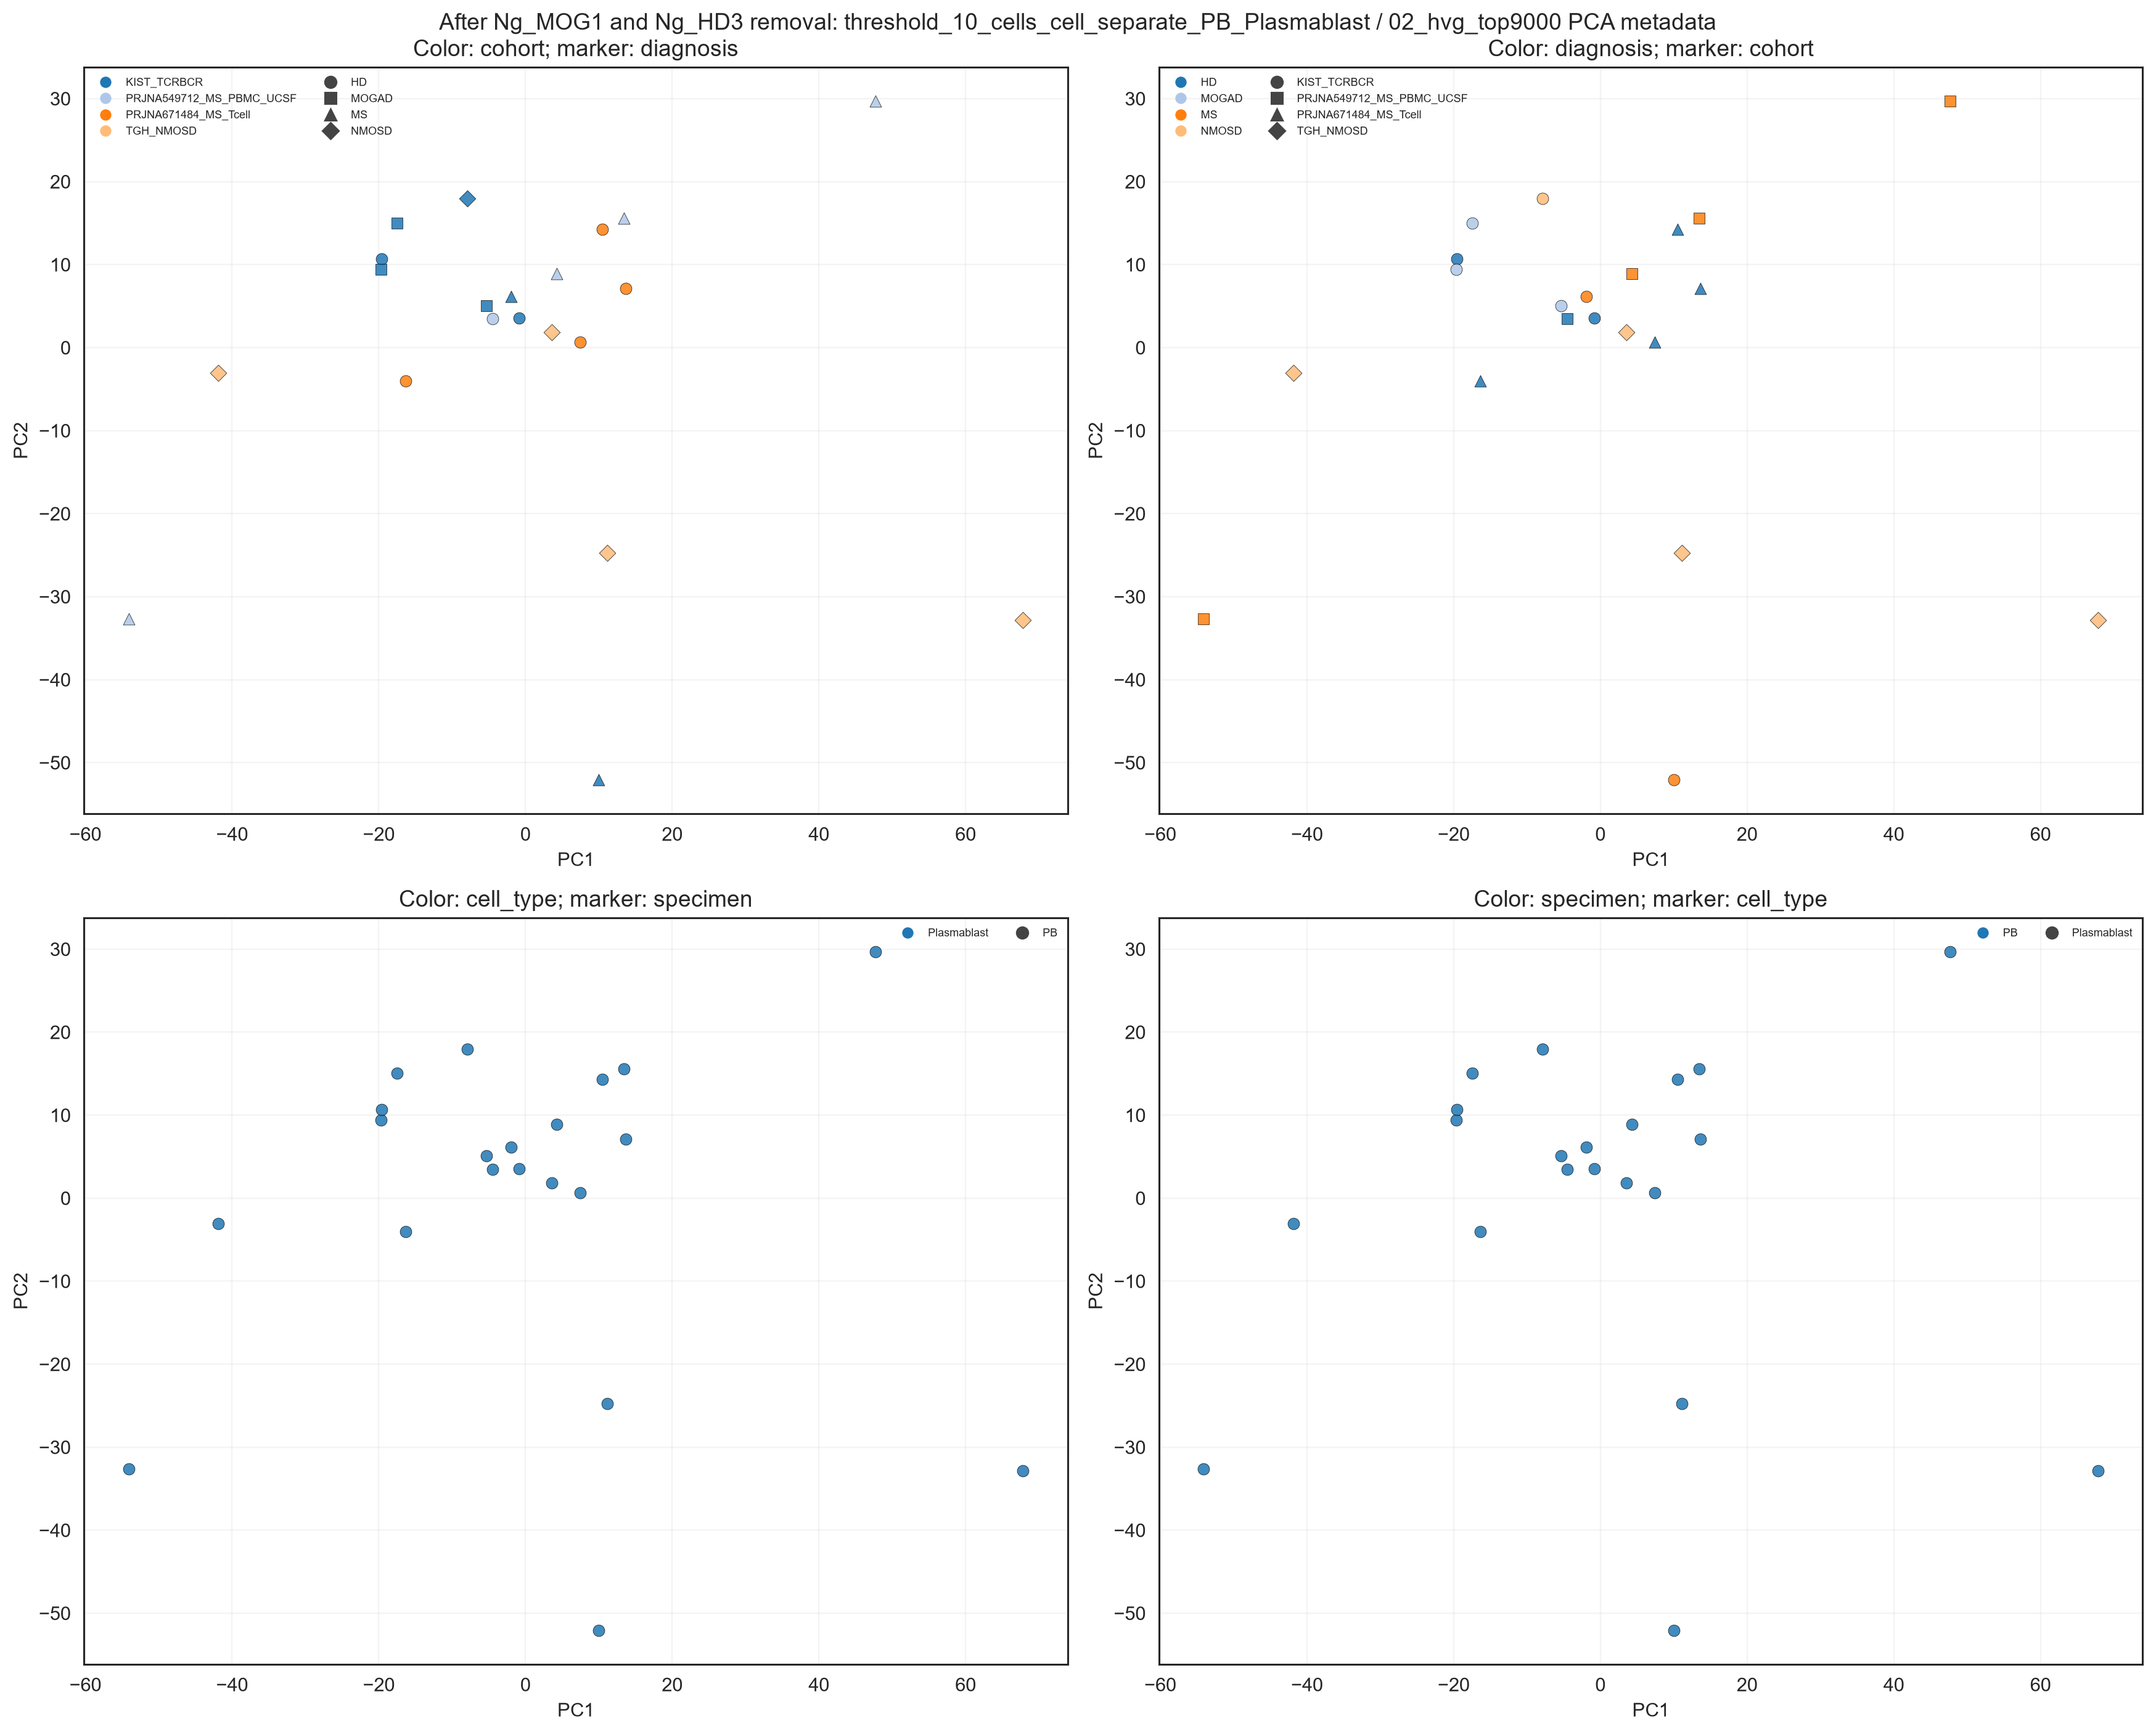 After Ng_MOG1 and Ng_HD3 removal: threshold_10_cells_cell_separate_PB_Plasmablast / 02_hvg_top9000 PCA metadata
Color: cohort; marker: diagnosis
KIST_TCRBCR HD
PRJNA549712_MS_PBMC_UCSF MOGAD
PRJNA671484_MS_Tcell MS
TGH_NMOSD NMOSD
30
20
10
0
−10
−20
−30
−40
−50
PC2
−60 −40 −20 0 20 40 60
PC1
Color: diagnosis; marker: cohort
HD KIST_TCRBCR
MOGAD PRJNA549712_MS_PBMC_UCSF
MS PRJNA671484_MS_Tcell
NMOSD TGH_NMOSD
30
20
10
0
−10
−20
−30
−40
−50
PC2
−60 −40 −20 0 20 40 60
PC1
Color: cell_type; marker: specimen
Plasmablast PB
30
20
10
0
−10
−20
−30
−40
−50
PC2
−60 −40 −20 0 20 40 60
PC1
Color: specimen; marker: cell_type
PB Plasmablast
30
20
10
0
−10
−20
−30
−40
−50
PC2
−60 −40 −20 0 20 40 60
PC1